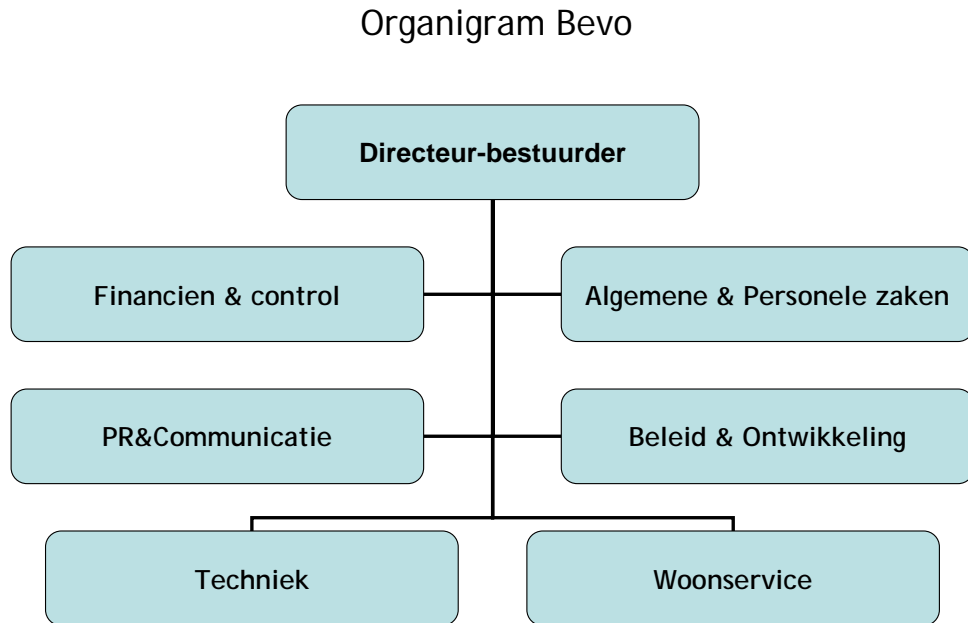 Organigram Bevo
Directeur-bestuurder
Financien & control
Algemene & Personele zaken
PR&Communicatie
Beleid & Ontwikkeling
Techniek
Woonservice